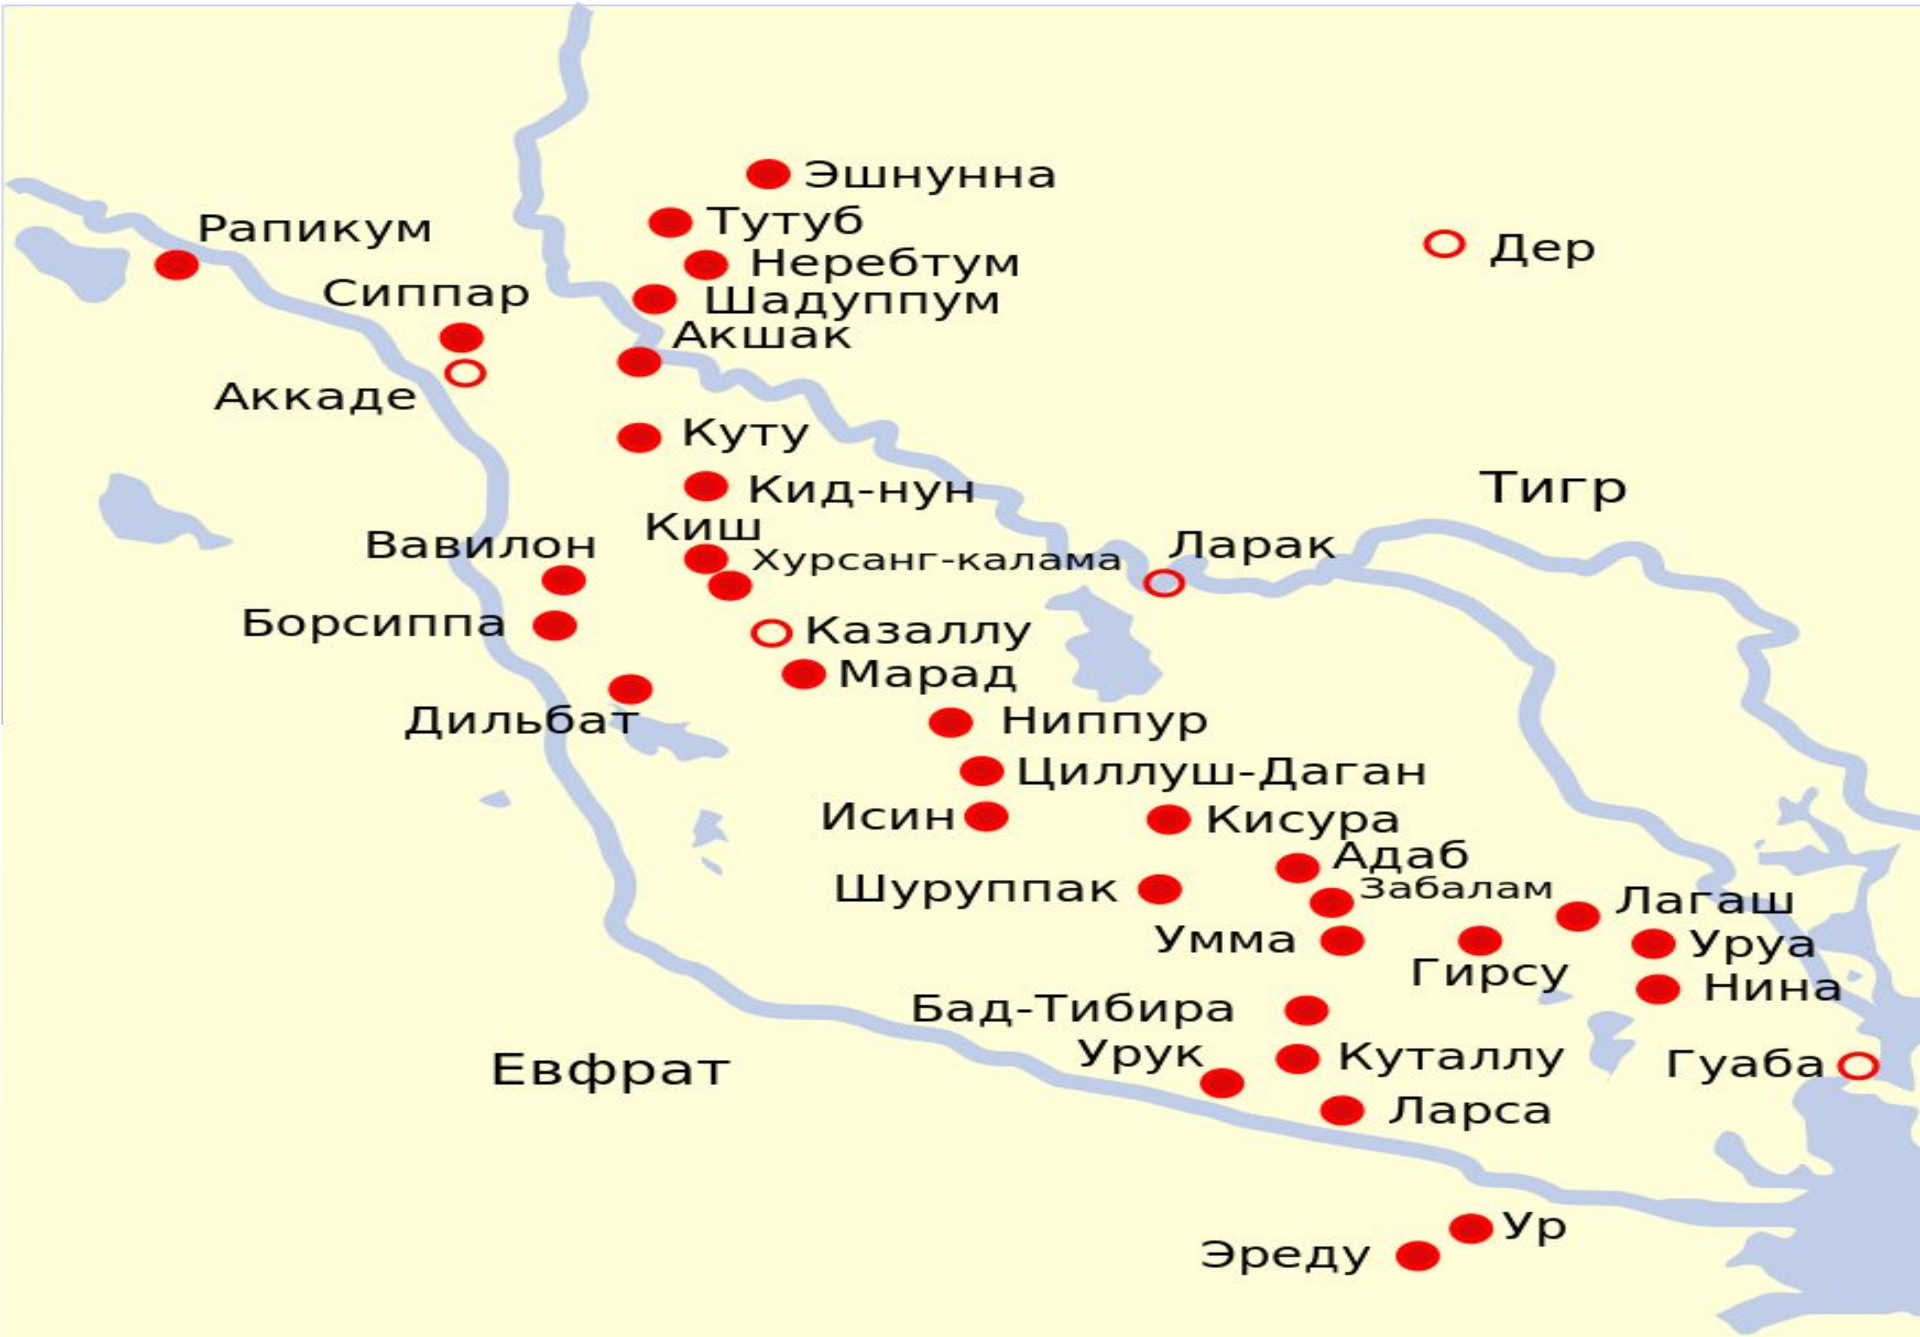 Эшнунна
Тутуб
Рапикум
Неребтум
Дер
Сиппар
Шадуппум
Акшак
Аккаде
Куту
Кид-нун
Тигр
Киш
Вавилон
Хурсанг-калама
Ларак
Борсиппа
Казаллу
Марад
Дильбат
Ниппур
Циллуш-Даган
Исин
Кисура
Адаб
Шуруппак
Забалам
Лагаш
Умма
Уруа
Гирсу
Нина
Бад-Тибира
Урук
Куталлу
Гуаба
Евфрат
Ларса
Ур
Эреду